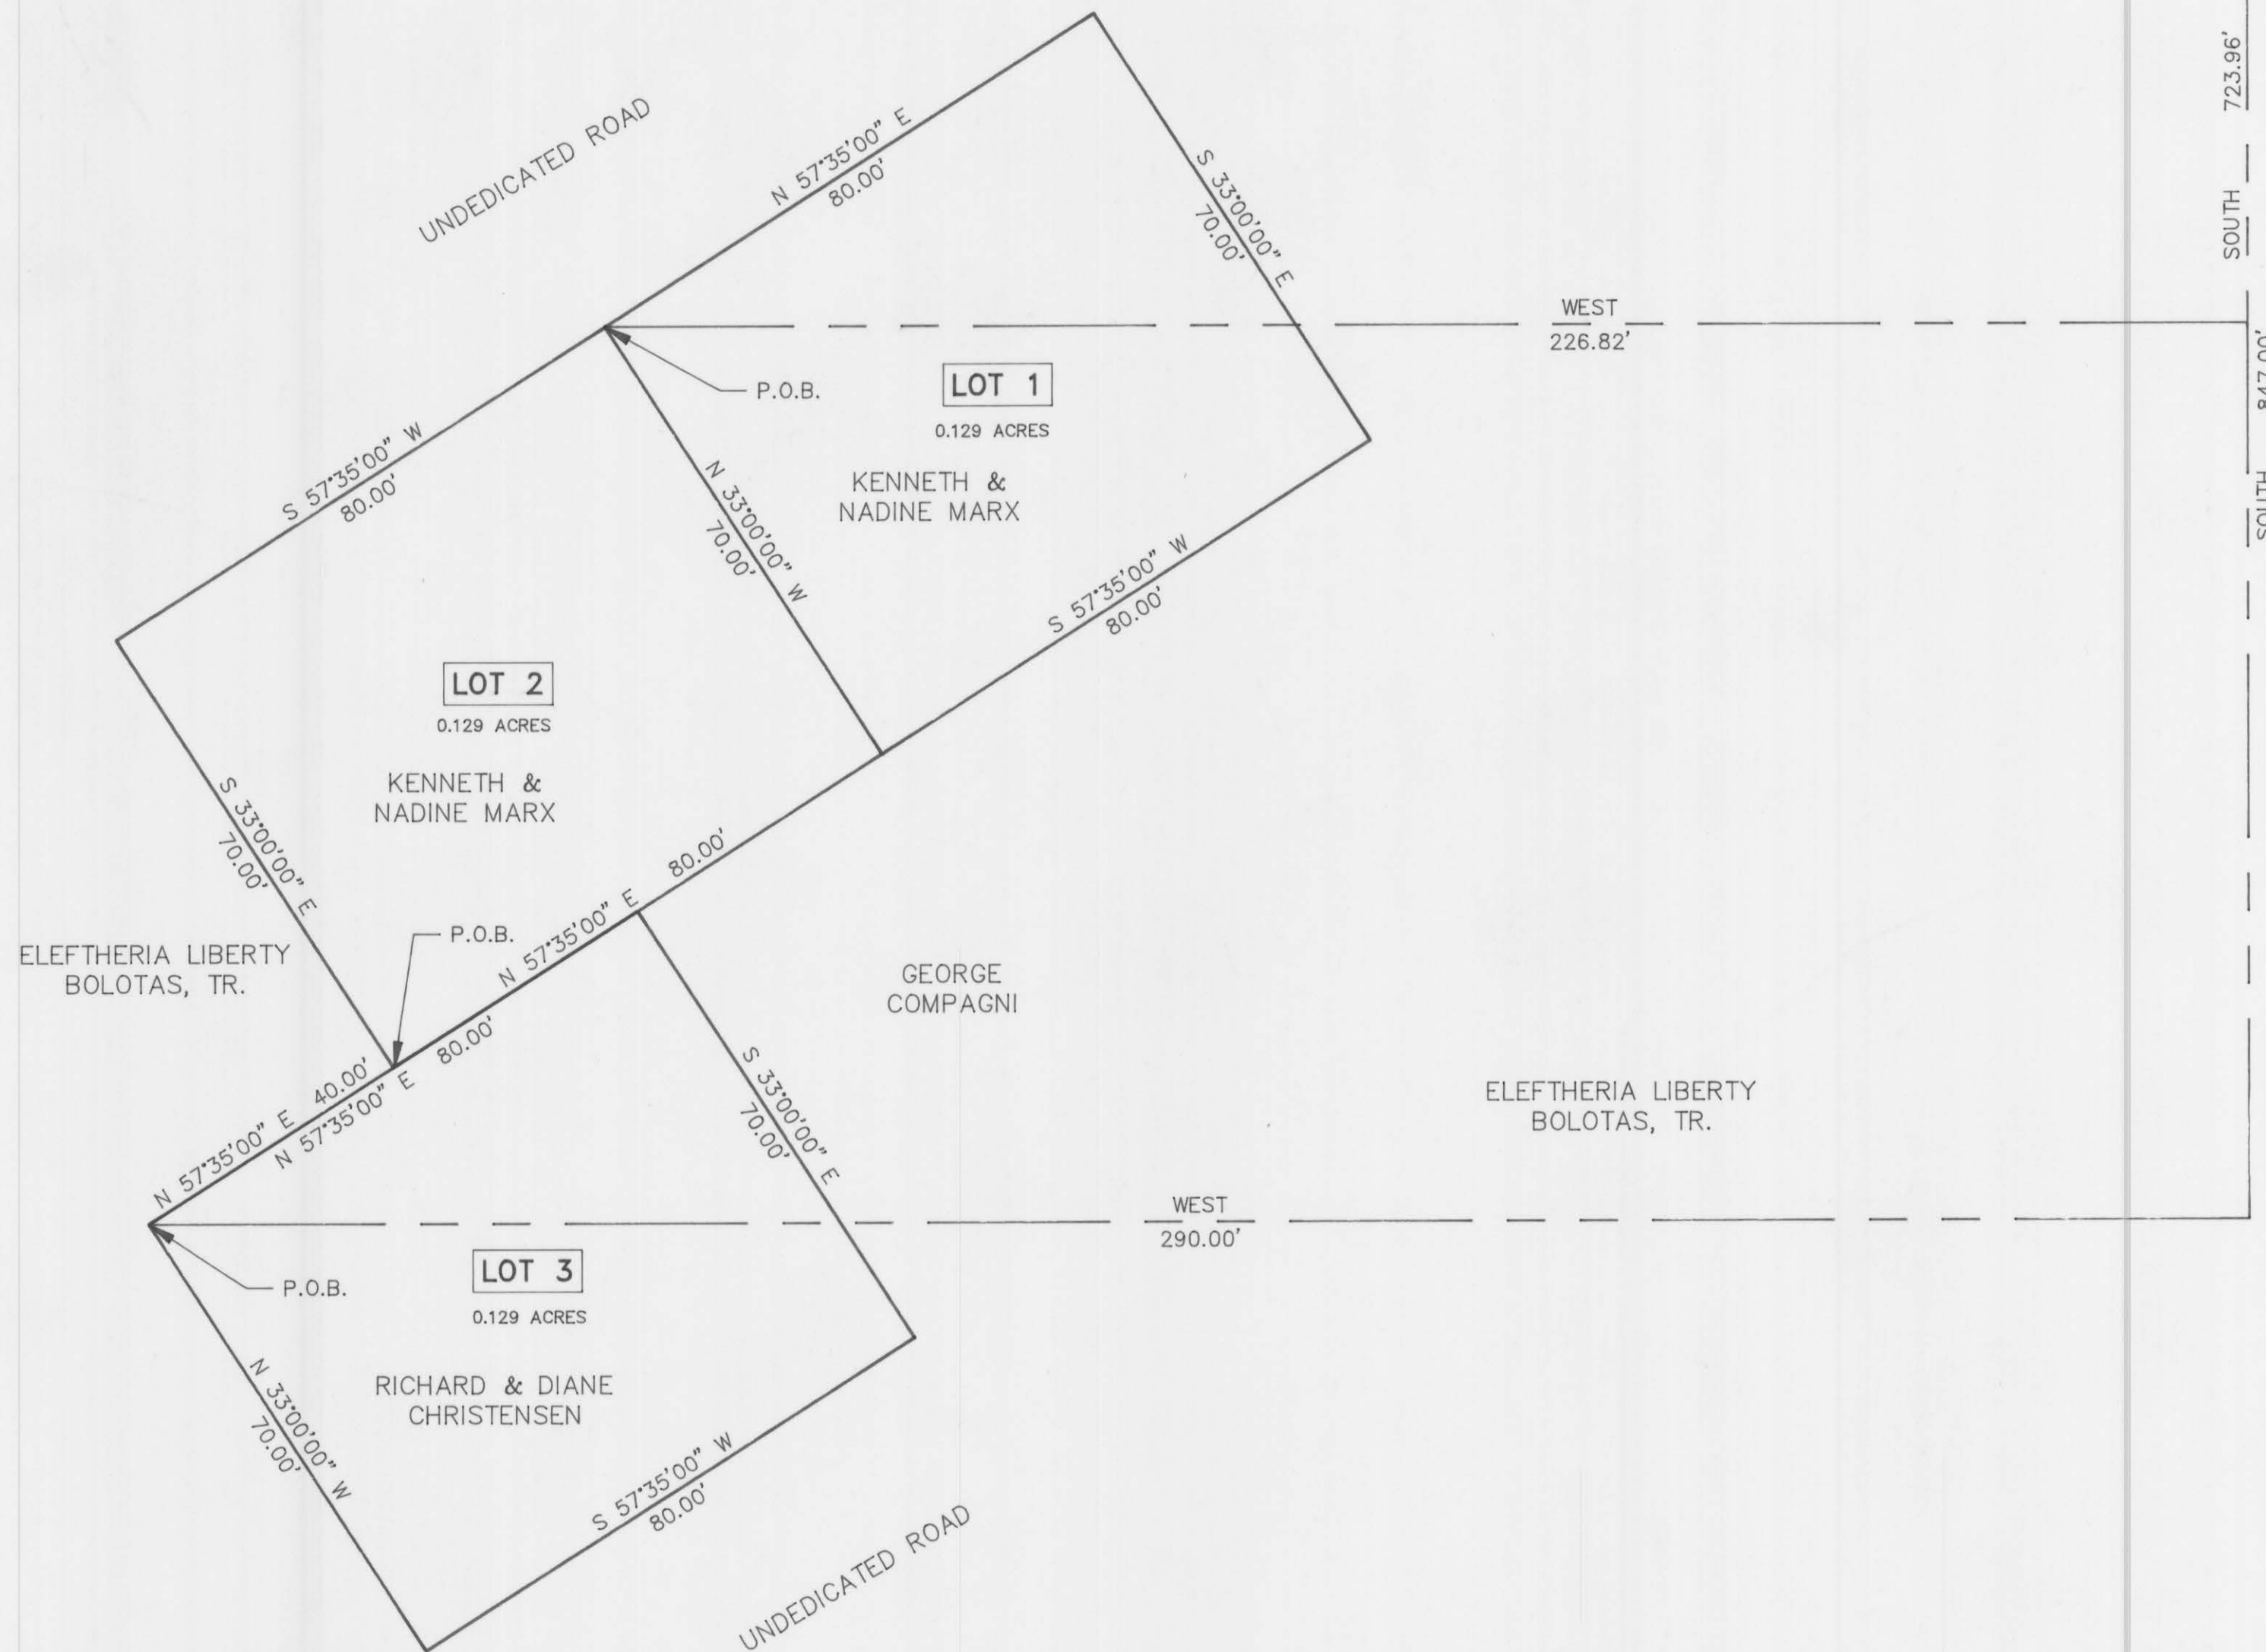 723.96'
SOUTH
UNDEDICATED ROAD
N 57°35'00" E
80.00'
S 33°00'00" E
70.00'
WEST
226.82'
847.00'
SOUTH
P.O.B.
LOT 1
0.129 ACRES
KENNETH &
NADINE MARX
S 57°35'00" W
80.00'
N 33°00'00" W
70.00'
S 57°35'00" W
80.00'
LOT 2
0.129 ACRES
KENNETH &
NADINE MARX
S 33°00'00" E
70.00'
N 57°35'00" E 80.00'
P.O.B.
ELEFTHERIA LIBERTY
BOLOTAS, TR.
GEORGE
COMPAGNI
N 57°35'00" E 40.00'
N 57°35'00" E 80.00'
S 33°00'00" E
70.00'
ELEFTHERIA LIBERTY
BOLOTAS, TR.
WEST
290.00'
P.O.B.
LOT 3
0.129 ACRES
RICHARD & DIANE
CHRISTENSEN
N 33°00'00" W
70.00'
S 57°35'00" W
80.00'
UNDEDICATED ROAD